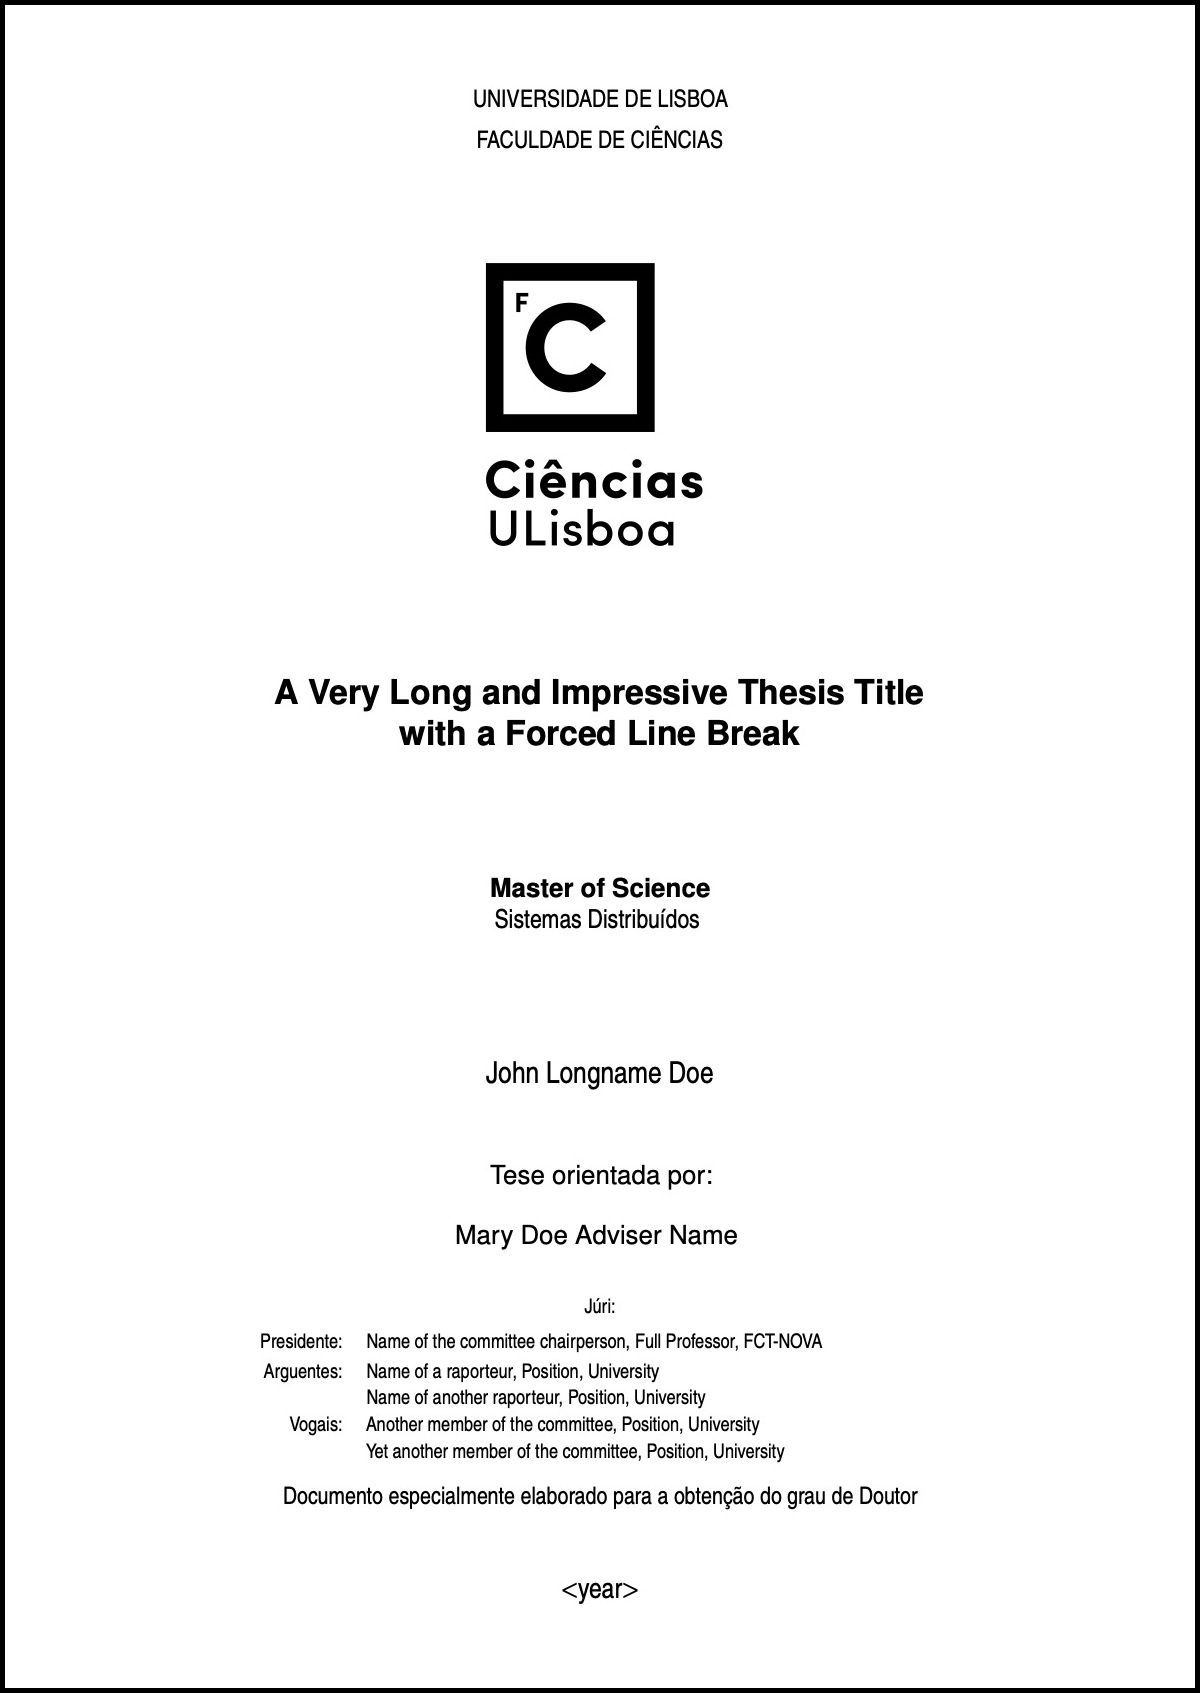 UNIVERSIDADE DE LISBOA
FACULDADE DE CIÊNCIAS
F
C
Ciências
ULisboa
A Very Long and Impressive Thesis Title
with a Forced Line Break
Master of Science
Sistemas Distribuídos
John Longname Doe
Tese orientada por:
Mary Doe Adviser Name
Júri:
Presidente: Name of the committee chairperson, Full Professor, FCT-NOVA
Arguentes: Name of a raporteur, Position, University
Name of another raporteur, Position, University
Vogais: Another member of the committee, Position, University
Yet another member of the committee, Position, University
Documento especialmente elaborado para a obtenção do grau de Doutor
<year>